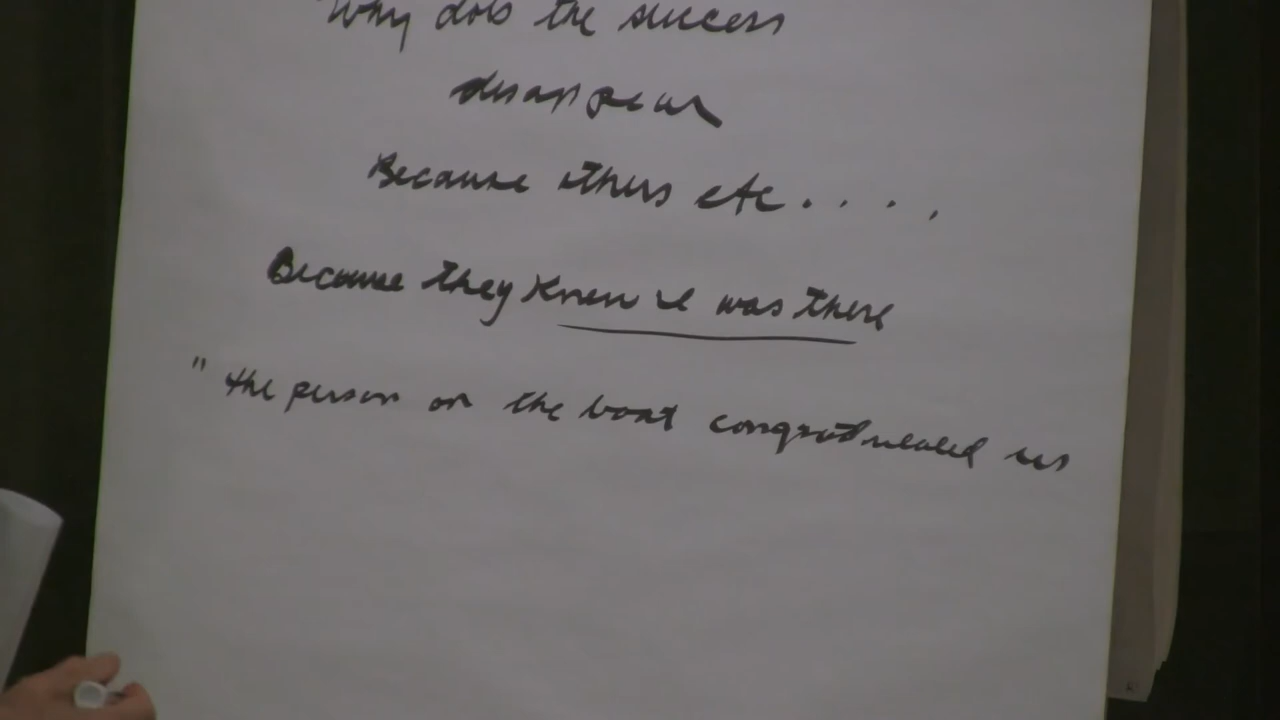 "Why does the success
disappear
Because others etc.....
Because they knew it was there
"the person on the boat congratulated us